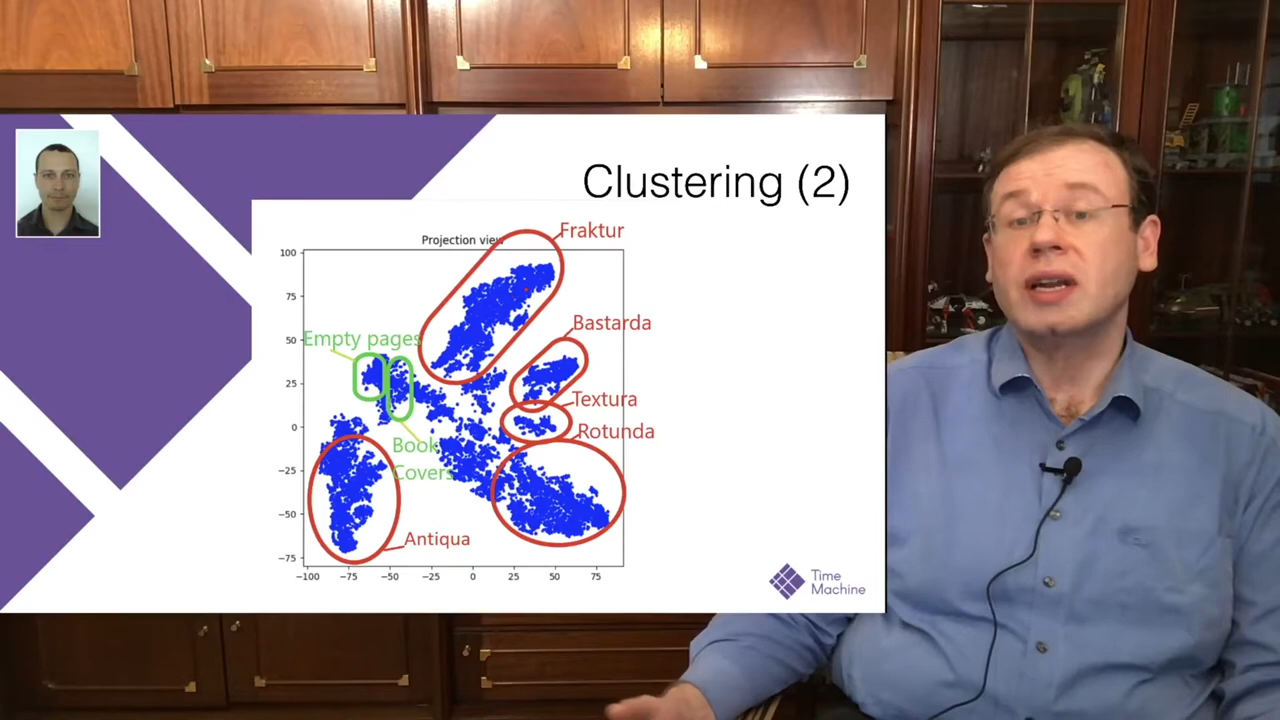 Clustering (2)
Projection view
Fraktur
Bastarda
Textura
Rotunda
Empty pages
Book
Covers
Antiqua
100
75
50
25
0
−25
−50
−75
−100
−75
−50
−25
0
25
50
75
Time
Machine